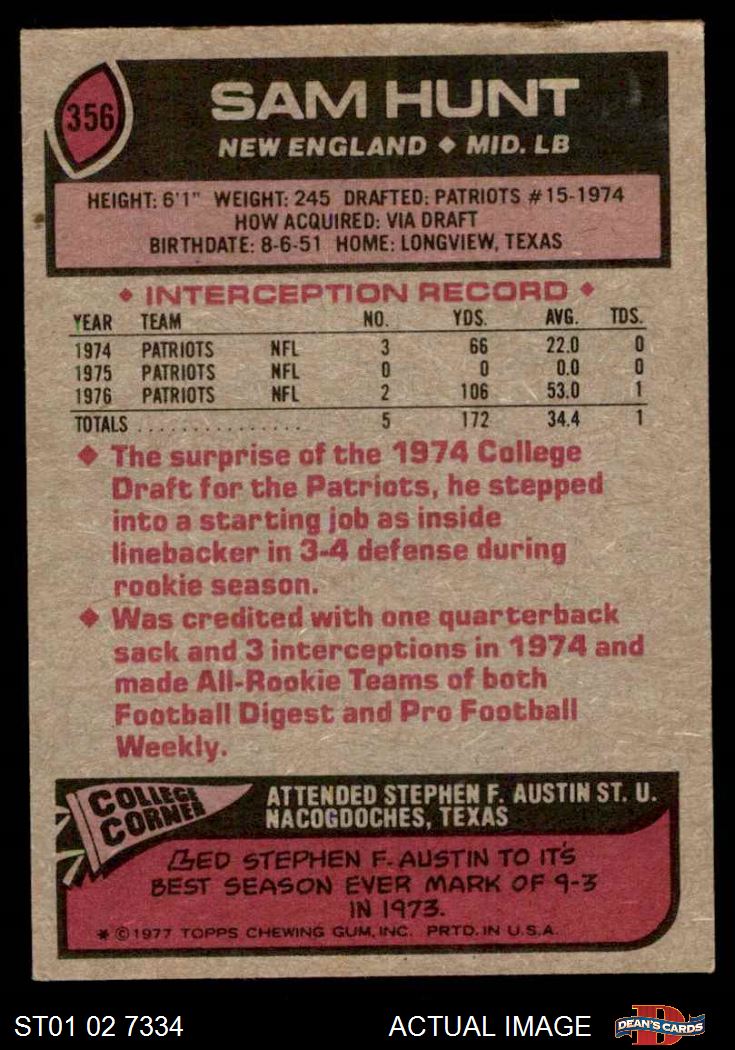 356
SAM HUNT
NEW ENGLAND ◆ MID. LB
HEIGHT: 6'1" WEIGHT: 245 DRAFTED: PATRIOTS #15-1974
HOW ACQUIRED: VIA DRAFT
BIRTHDATE: 8-6-51 HOME: LONGVIEW, TEXAS
◆ INTERCEPTION RECORD ◆
YEAR TEAM NO. YDS. AVG. TDS.
1974 PATRIOTS NFL 3 66 22.0 0
1975 PATRIOTS NFL 0 0 0.0 0
1976 PATRIOTS NFL 2 106 53.0 1
TOTALS . . . . . . . . . . . . . . . 5 172 34.4 1
◆ The surprise of the 1974 College
Draft for the Patriots, he stepped
into a starting job as inside
linebacker in 3-4 defense during
rookie season.
◆ Was credited with one quarterback
sack and 3 interceptions in 1974 and
made All-Rookie Teams of both
Football Digest and Pro Football
Weekly.
COLLEGE
CORNER
ATTENDED STEPHEN F. AUSTIN ST. U.
NACOGDOCHES, TEXAS
LED STEPHEN F. AUSTIN TO IT'S
BEST SEASON EVER MARK OF 9-3
IN 1973.
* © 1977 TOPPS CHEWING GUM, INC. PRTD. IN U.S.A.
ST01 02 7334
ACTUAL IMAGE
D
DEAN'S CARDS